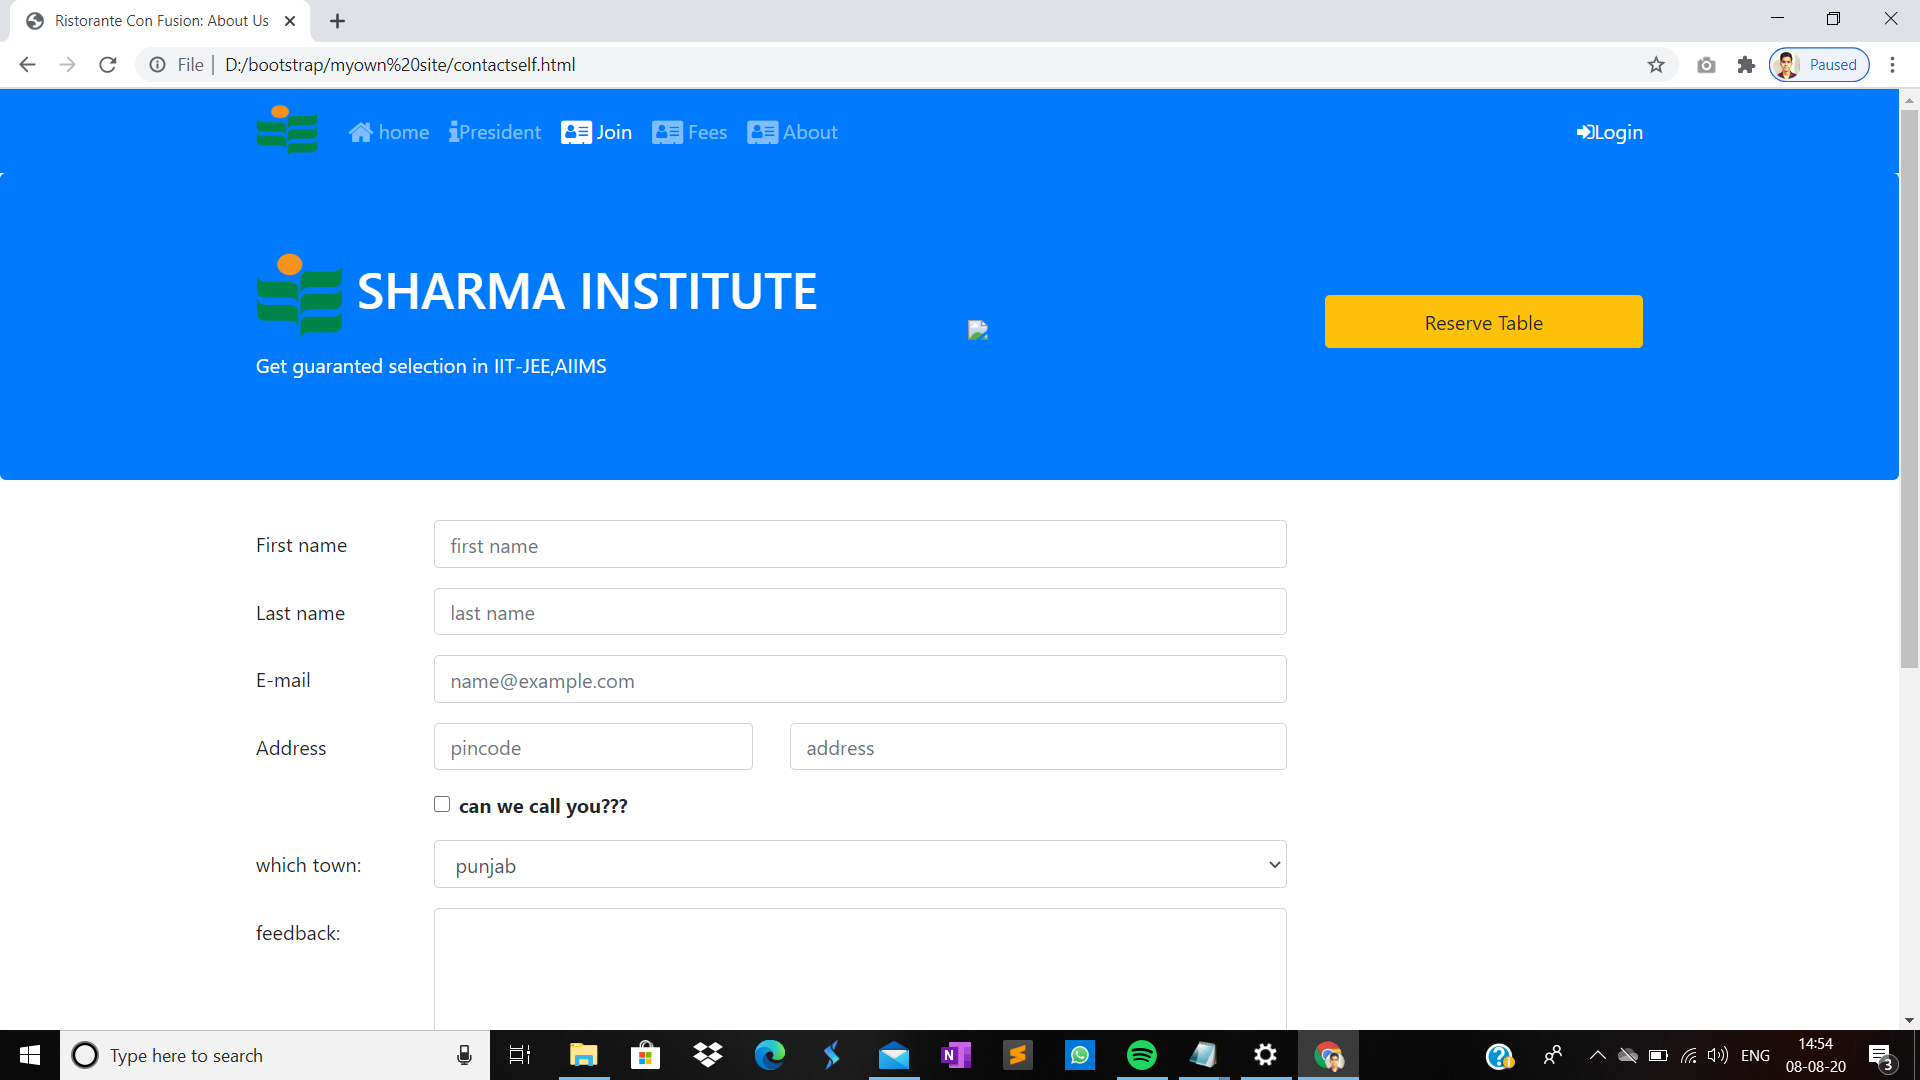 Ristorante Con Fusion: About Us
File | D:/bootstrap/myown%20site/contactself.html
Paused
home President Join Fees About Login
SHARMA INSTITUTE
Reserve Table
Get guaranted selection in IIT-JEE,AIIMS
First name first name
Last name last name
E-mail name@example.com
Address pincode address
can we call you???
which town: punjab
feedback:
Type here to search
ENG
14:54
08-08-20
3